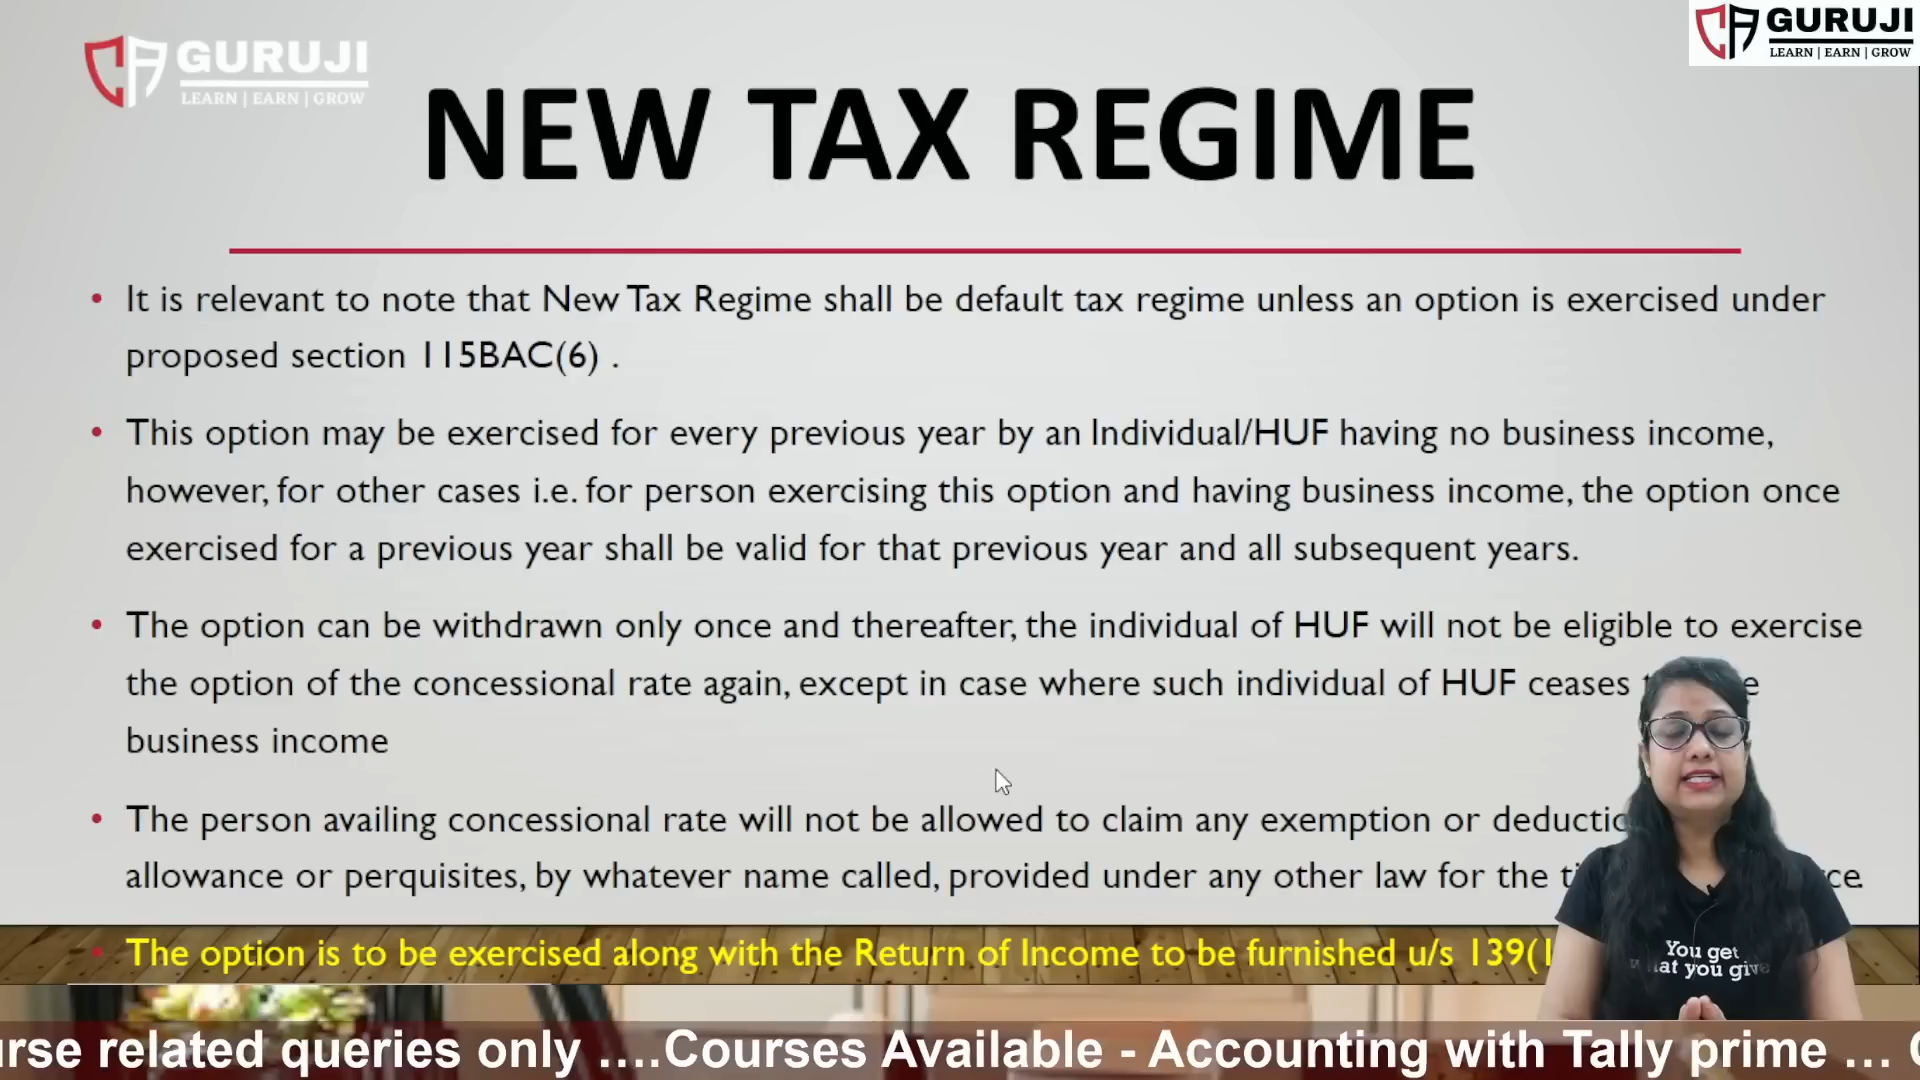 GURUJI
LEARN | EARN | GROW
GURUJI
LEARN | EARN | GROW
NEW TAX REGIME
• It is relevant to note that New Tax Regime shall be default tax regime unless an option is exercised under
proposed section 115BAC(6) .
• This option may be exercised for every previous year by an Individual/HUF having no business income,
however, for other cases i.e. for person exercising this option and having business income, the option once
exercised for a previous year shall be valid for that previous year and all subsequent years.
• The option can be withdrawn only once and thereafter, the individual of HUF will not be eligible to exercise
the option of the concessional rate again, except in case where such individual of HUF ceases
business income
• The person availing concessional rate will not be allowed to claim any exemption or
allowance or perquisites, by whatever name called, provided under any other law for the
• The option is to be exercised along with the Return of Income to be furnished u/s 139(1
You get
what you give
related queries only ....Courses Available - Accounting with Tally prime ...